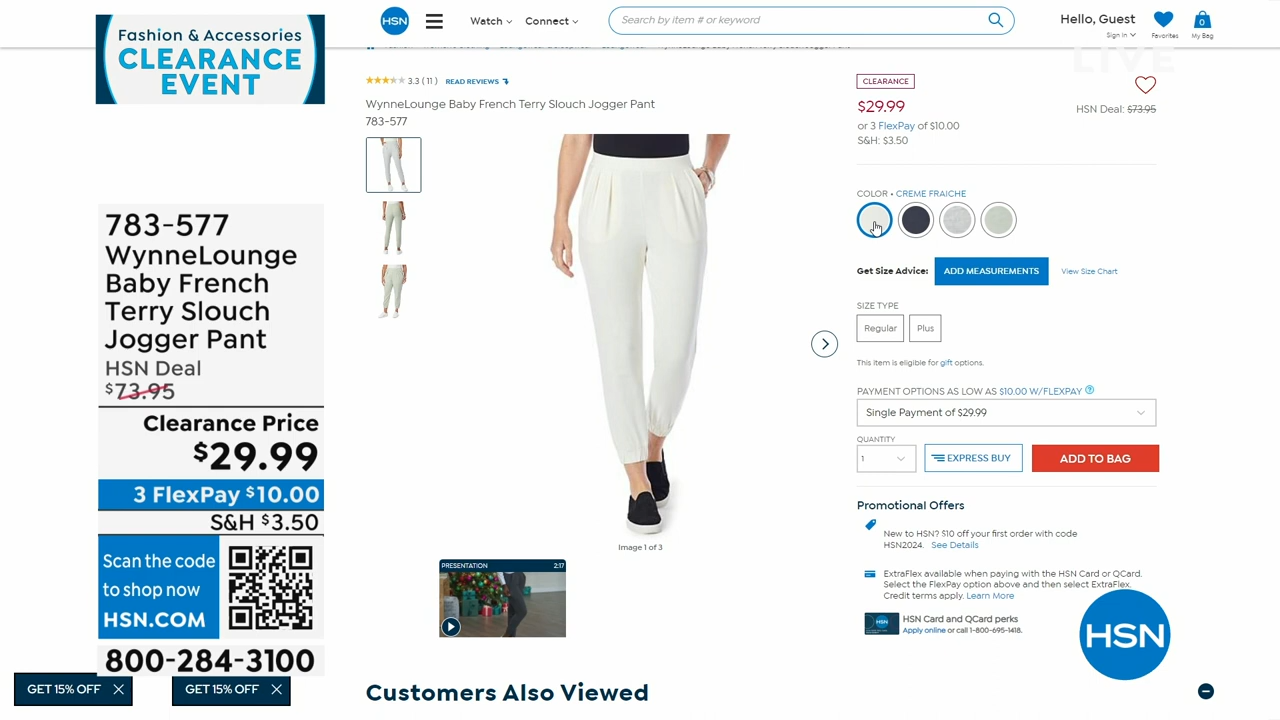 Fashion & Accessories
CLEARANCE
EVENT
HSN
Watch
Connect
Search by item # or keyword
Hello, Guest
Sign In
Favorites
0
My Bag
LIVE
3.3 (11)
READ REVIEWS
WynneLounge Baby French Terry Slouch Jogger Pant
783-577
CLEARANCE
$29.99
HSN Deal: $73.95
or 3 FlexPay of $10.00
S&H: $3.50
COLOR • CREME FRAICHE
Get Size Advice:
ADD MEASUREMENTS
View Size Chart
SIZE TYPE
Regular
Plus
This item is eligible for gift options.
PAYMENT OPTIONS AS LOW AS $10.00 W/FLEXPAY ?
Single Payment of $29.99
QUANTITY
1
EXPRESS BUY
ADD TO BAG
Promotional Offers
New to HSN? $10 off your first order with code
HSN2024. See Details
ExtraFlex available when paying with the HSN Card or QCard.
Select the FlexPay option above and then select ExtraFlex.
Credit terms apply. Learn More
HSN
HSN Card and QCard perks
Apply online or call 1-800-695-1418.
HSN
Image 1 of 3
PRESENTATION
2:17
Customers Also Viewed
783-577
WynneLounge
Baby French
Terry Slouch
Jogger Pant
HSN Deal
$73.95
Clearance Price
$29.99
3 FlexPay $10.00
S&H $3.50
Scan the code
to shop now
HSN.COM
800-284-3100
GET 15% OFF
GET 15% OFF